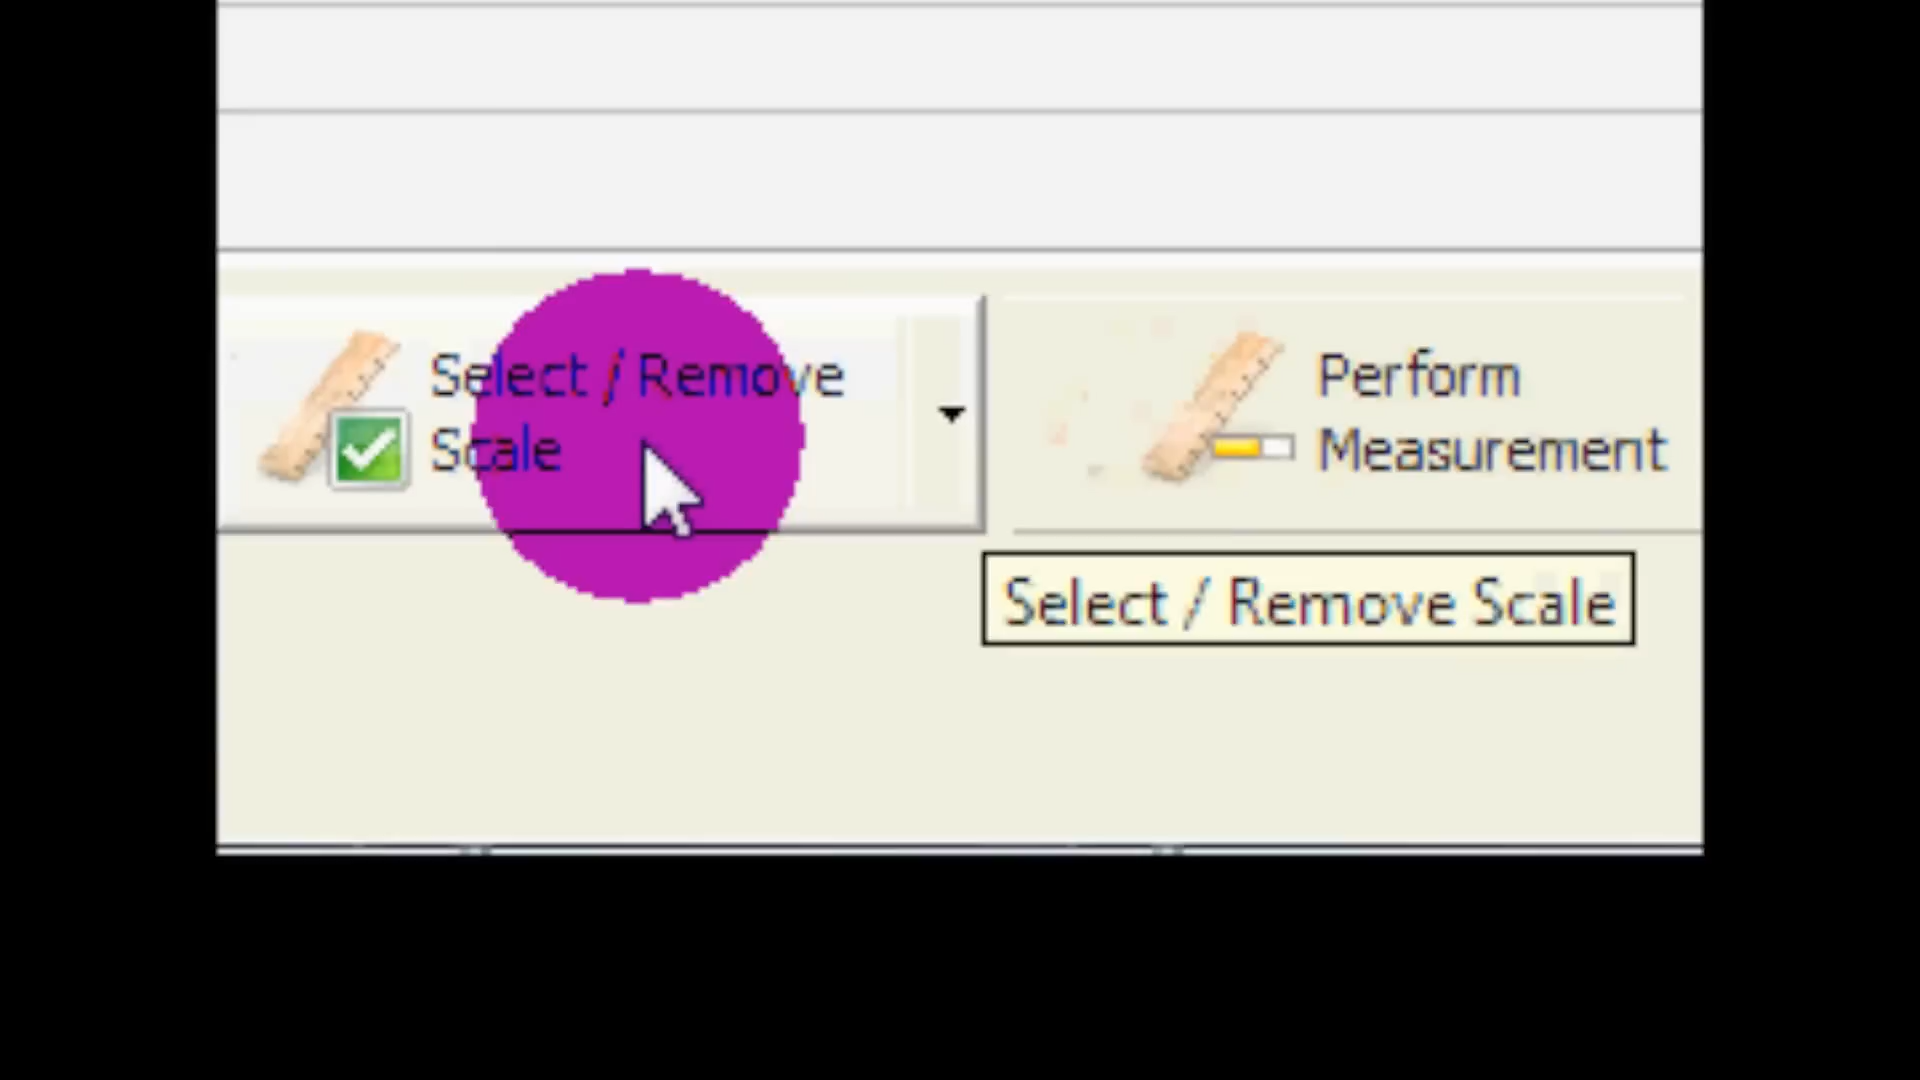 Select / Remove
Scale
Perform
Measurement
Select / Remove Scale